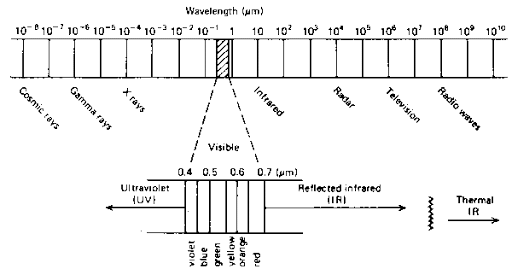 Wavelength (μm)
10⁻⁸ 10⁻⁷ 10⁻⁶ 10⁻⁵ 10⁻⁴ 10⁻³ 10⁻² 10⁻¹ 1 10 10² 10³ 10⁴ 10⁵ 10⁶ 10⁷ 10⁸ 10⁹ 10¹⁰
Cosmic rays Gamma rays X rays Infrared Radar Television Radio waves
Visible
0.4 0.5 0.6 0.7 (μm)
Ultraviolet
(UV)
Reflected infrared
(IR)
Thermal
IR
violet
blue
green
yellow
orange
red